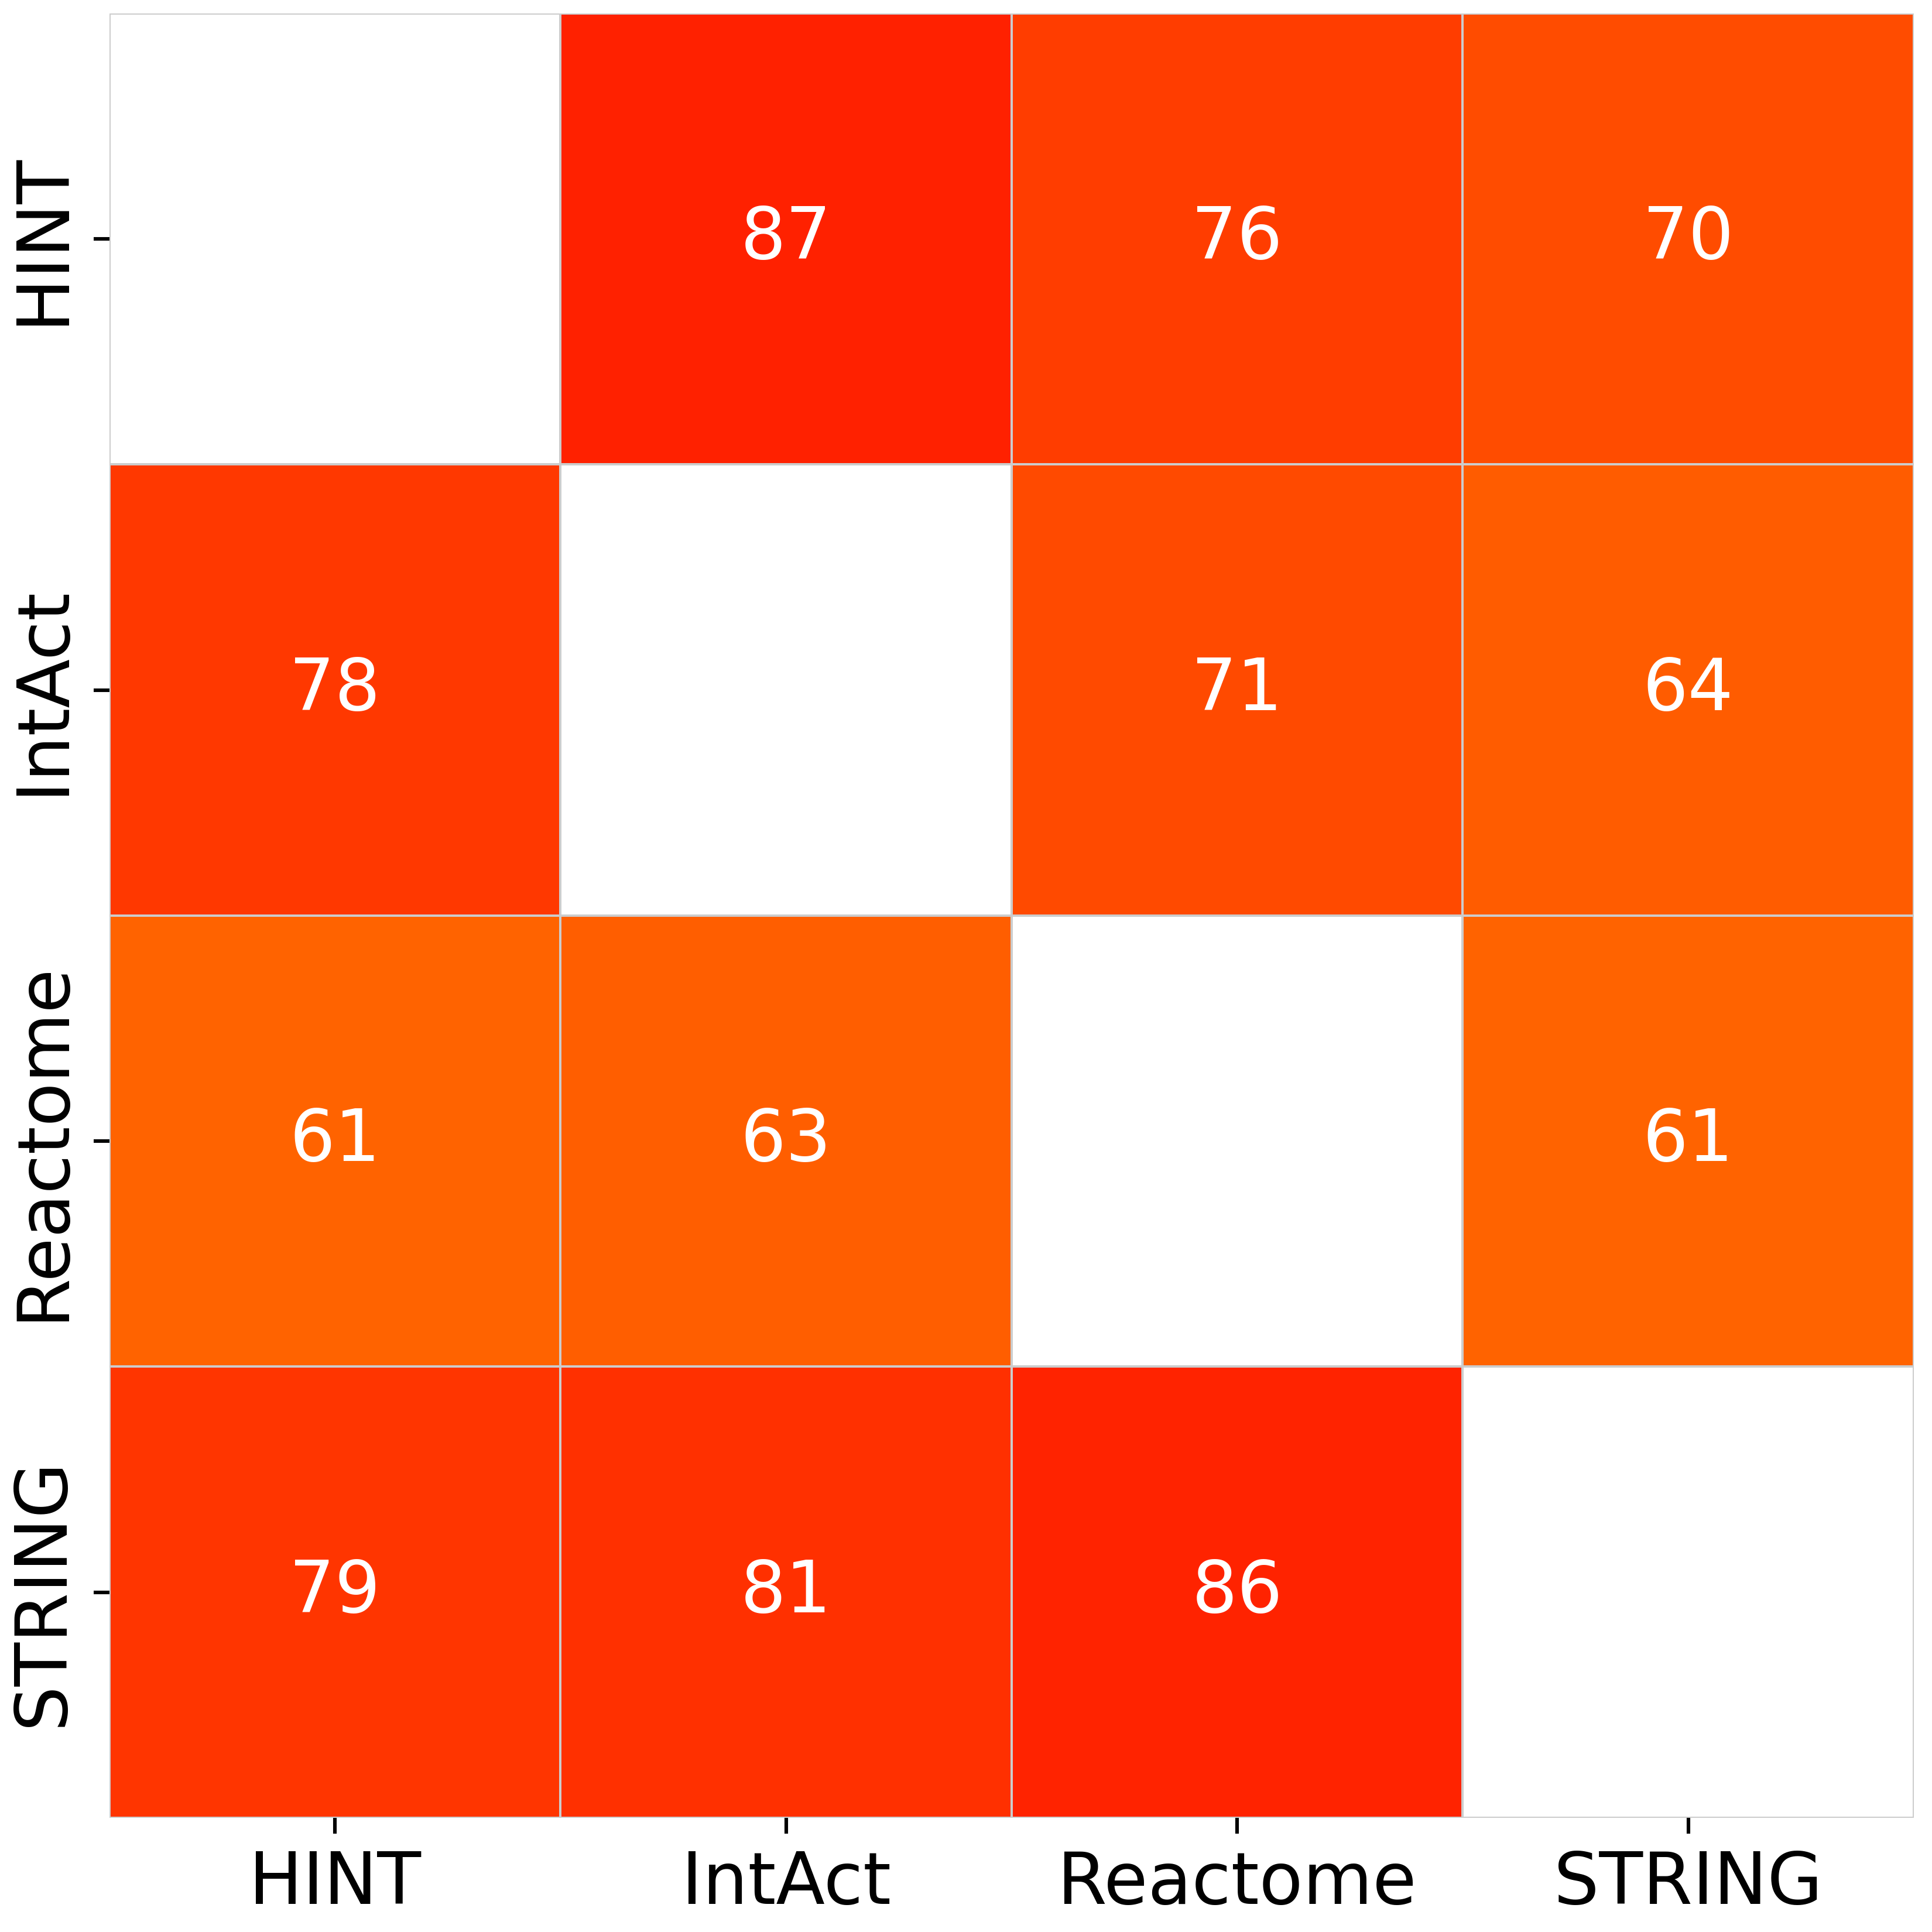 HINT
87 76 70
IntAct
78 71 64
Reactome
61 63 61
STRING
79 81 86
HINT IntAct Reactome STRING